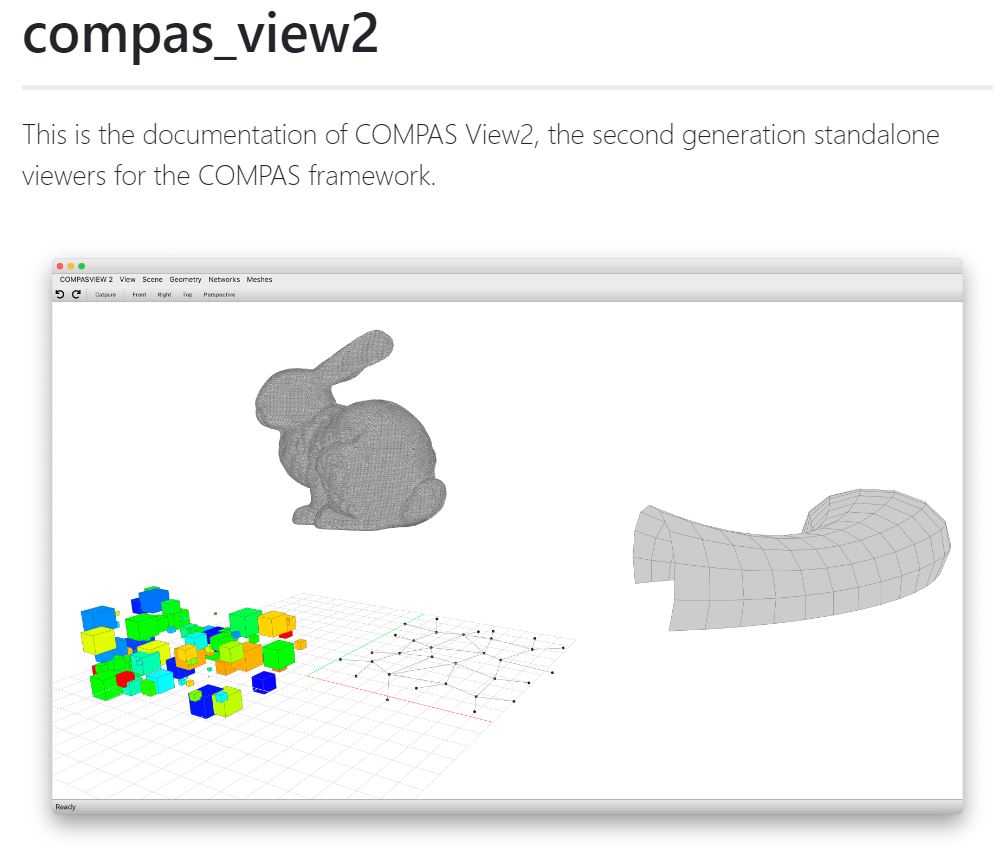 compas_view2
This is the documentation of COMPAS View2, the second generation standalone
viewers for the COMPAS framework.
COMPASVIEW 2 View Scene Geometry Networks Meshes
Catpure Front Right Top Perspective
Ready